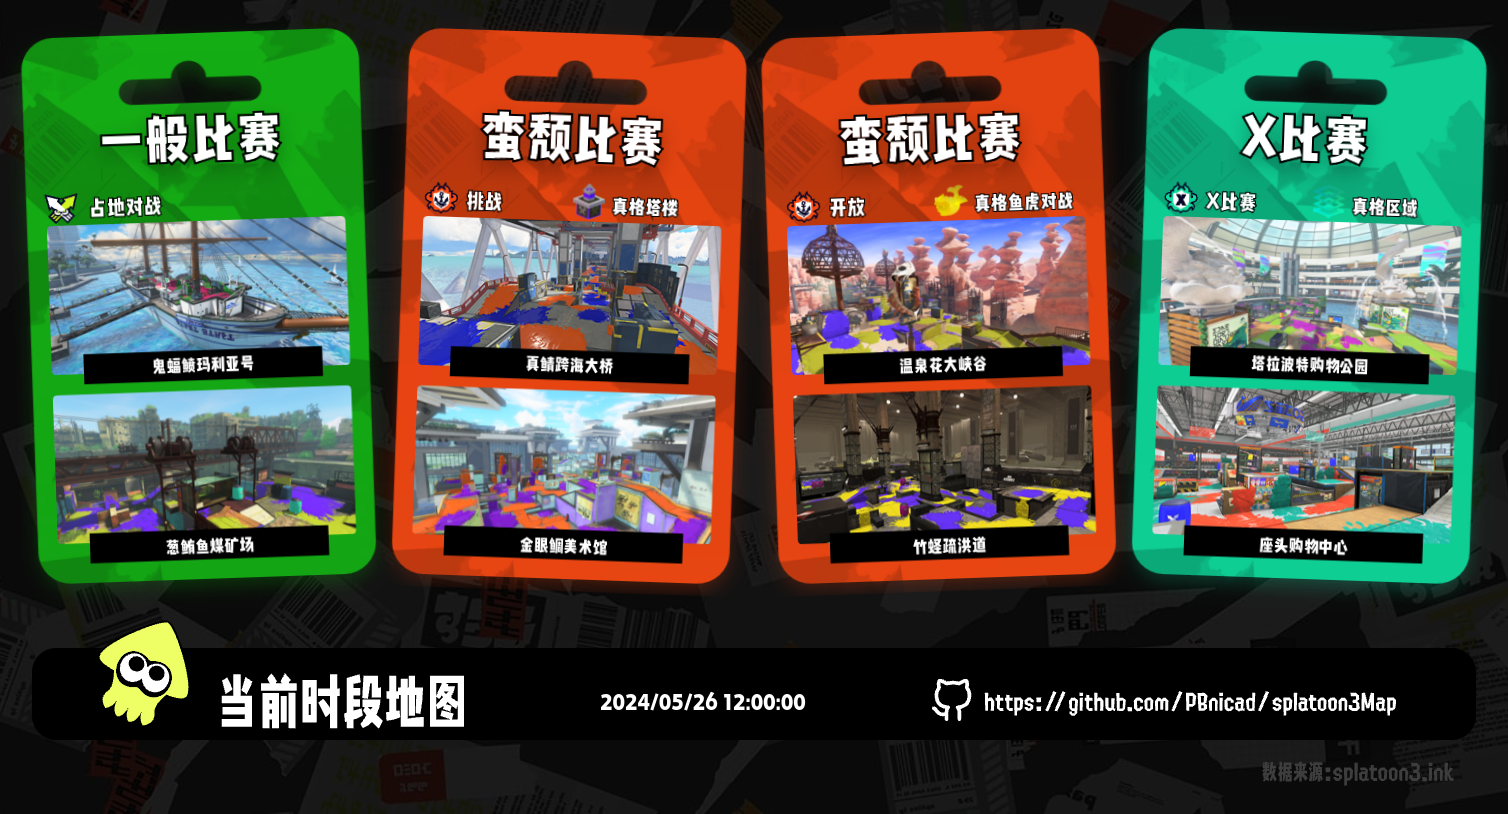 一般比赛
占地对战
鬼蝠鲼玛利亚号
葱鲔鱼煤矿场
蛮颓比赛
挑战
真格塔楼
真鲭跨海大桥
金眼鲷美术馆
蛮颓比赛
开放
真格鱼虎对战
温泉花大峡谷
竹蛏疏洪道
X比赛
X比赛
真格区域
塔拉波特购物公园
座头购物中心
当前时段地图
2024/05/26 12:00:00
https://github.com/PBnicad/splatoon3Map
数据来源:splatoon3.ink